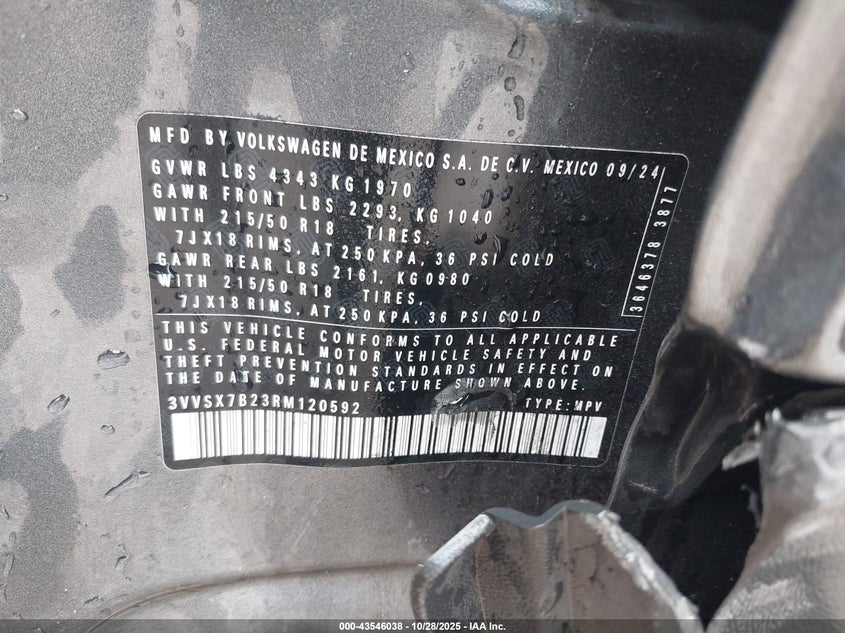 MFD BY VOLKSWAGEN DE MEXICO S.A. DE C.V. MEXICO 09/24
GVWR LBS 4343 KG 1970
GAWR FRONT LBS 2293, KG 1040
WITH 215/50 R18 TIRES,
7JX18 RIMS, AT 250 KPA, 36 PSI COLD
GAWR REAR LBS 2161, KG 0980
WITH 215/50 R18 TIRES,
7JX18 RIMS, AT 250 KPA, 36 PSI COLD
3646378 3877
THIS VEHICLE CONFORMS TO ALL APPLICABLE
U.S. FEDERAL MOTOR VEHICLE SAFETY AND
THEFT PREVENTION STANDARDS IN EFFECT ON
THE DATE OF MANUFACTURE SHOWN ABOVE.
3VVSX7B23RM120592 TYPE: MPV
000-43546038 - 10/28/2025 - IAA Inc.